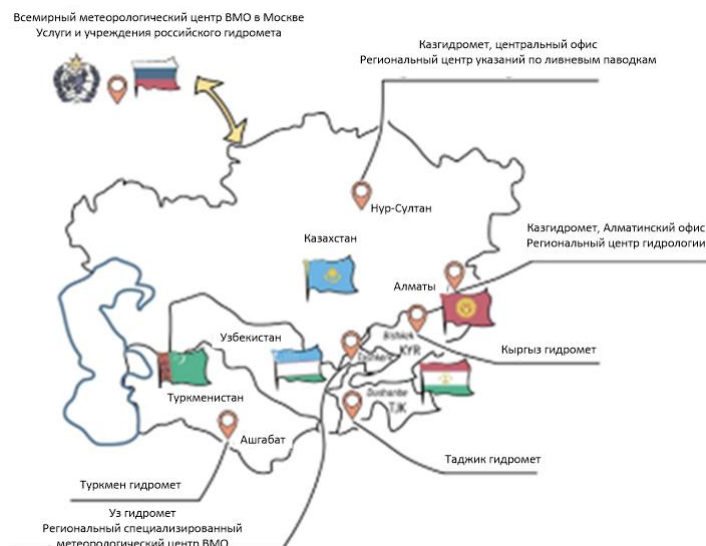 Всемирный метеорологический центр ВМО в Москве
Услуги и учреждения российского гидромета
Казгидромет, центральный офис
Региональный центр указаний по ливневым паводкам
Нур-Султан
Казгидромет, Алматинский офис
Региональный центр гидрологии
Казахстан
Алматы
Узбекистан
Bishkek
KYR
Кыргыз гидромет
Туркменистан
Dushanbe
TJK
Ашгабат
Таджик гидромет
Туркмен гидромет
Уз гидромет
Региональный специализированный
метеорологический центр ВМО